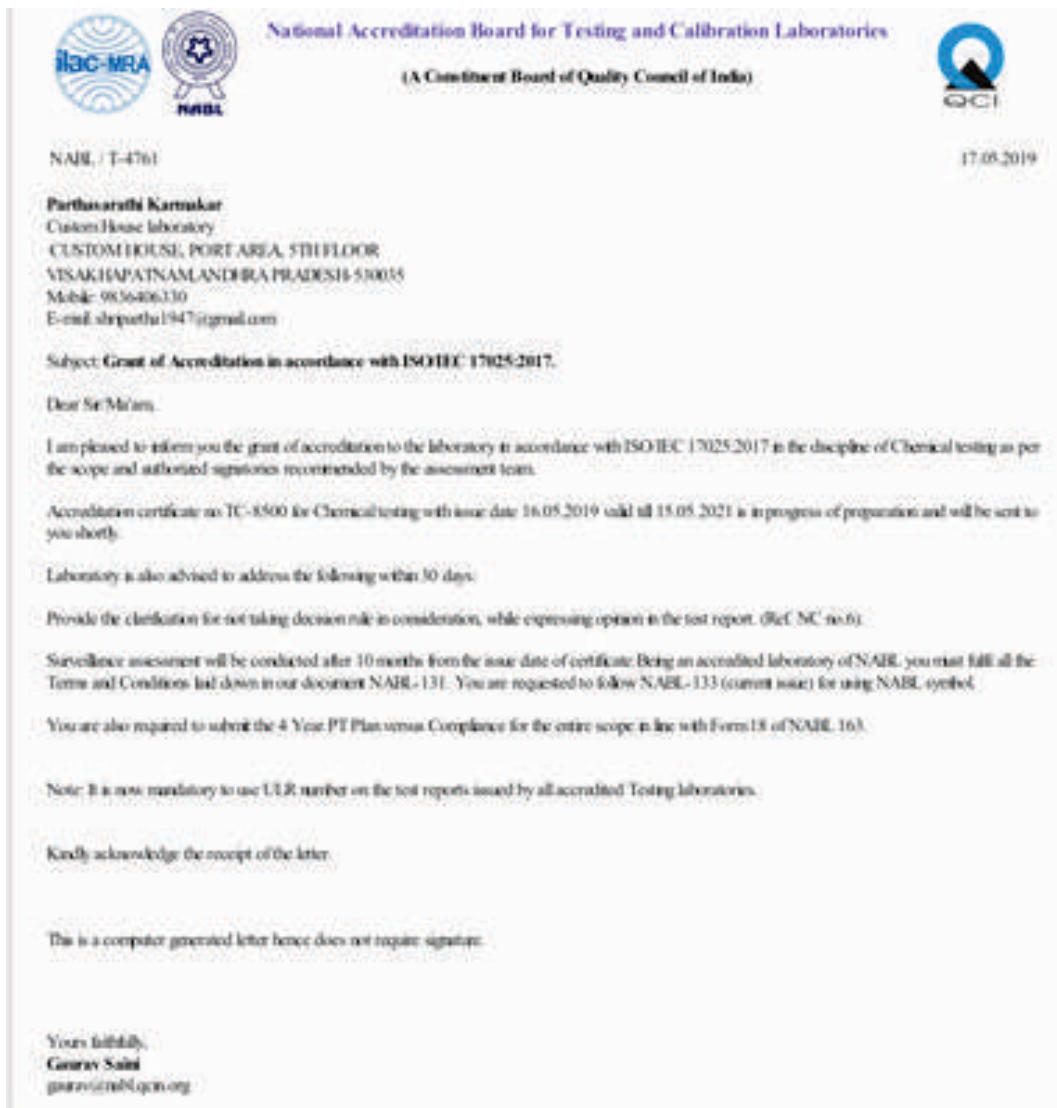 ilac-MRA
NABL
National Accreditation Board for Testing and Calibration Laboratories
(A Constituent Board of Quality Council of India)
QCI
NABL / T-4761
17.05.2019
Parthasarathi Karmakar
Custom House laboratory
CUSTOM HOUSE, PORT AREA, 5TH FLOOR
VISAKHAPATNAM, ANDHRA PRADESH-530035
Mobile: 9836406330
E-mail: shripartha1947@gmail.com
Subject: Grant of Accreditation in accordance with ISO/IEC 17025:2017.
Dear Sir/Ma'am,
I am pleased to inform you the grant of accreditation to the laboratory in accordance with ISO/IEC 17025:2017 in the discipline of Chemical testing as per
the scope and authorized signatories recommended by the assessment team.
Accreditation certificate no TC-8500 for Chemical testing with issue date 16.05.2019 valid till 15.05.2021 is in progress of preparation and will be sent to
you shortly.
Laboratory is also advised to address the following within 30 days:
Provide the clarification for not taking decision rule in consideration, while expressing opinion in the test report. (Ref. NC no.6).
Surveillance assessment will be conducted after 10 months from the issue date of certificate.Being an accredited laboratory of NABL you must fulfil all the
Terms and Conditions laid down in our document NABL-131. You are requested to follow NABL-133 (current issue) for using NABL symbol.
You are also required to submit the 4 Year PT Plan versus Compliance for the entire scope in line with Form 18 of NABL 163.
Note: It is now mandatory to use ULR number on the test reports issued by all accredited Testing laboratories.
Kindly acknowledge the receipt of the letter.
This is a computer generated letter hence does not require signature.
Yours faithfully,
Gaurav Saini
gaurav@nabl.qcin.org